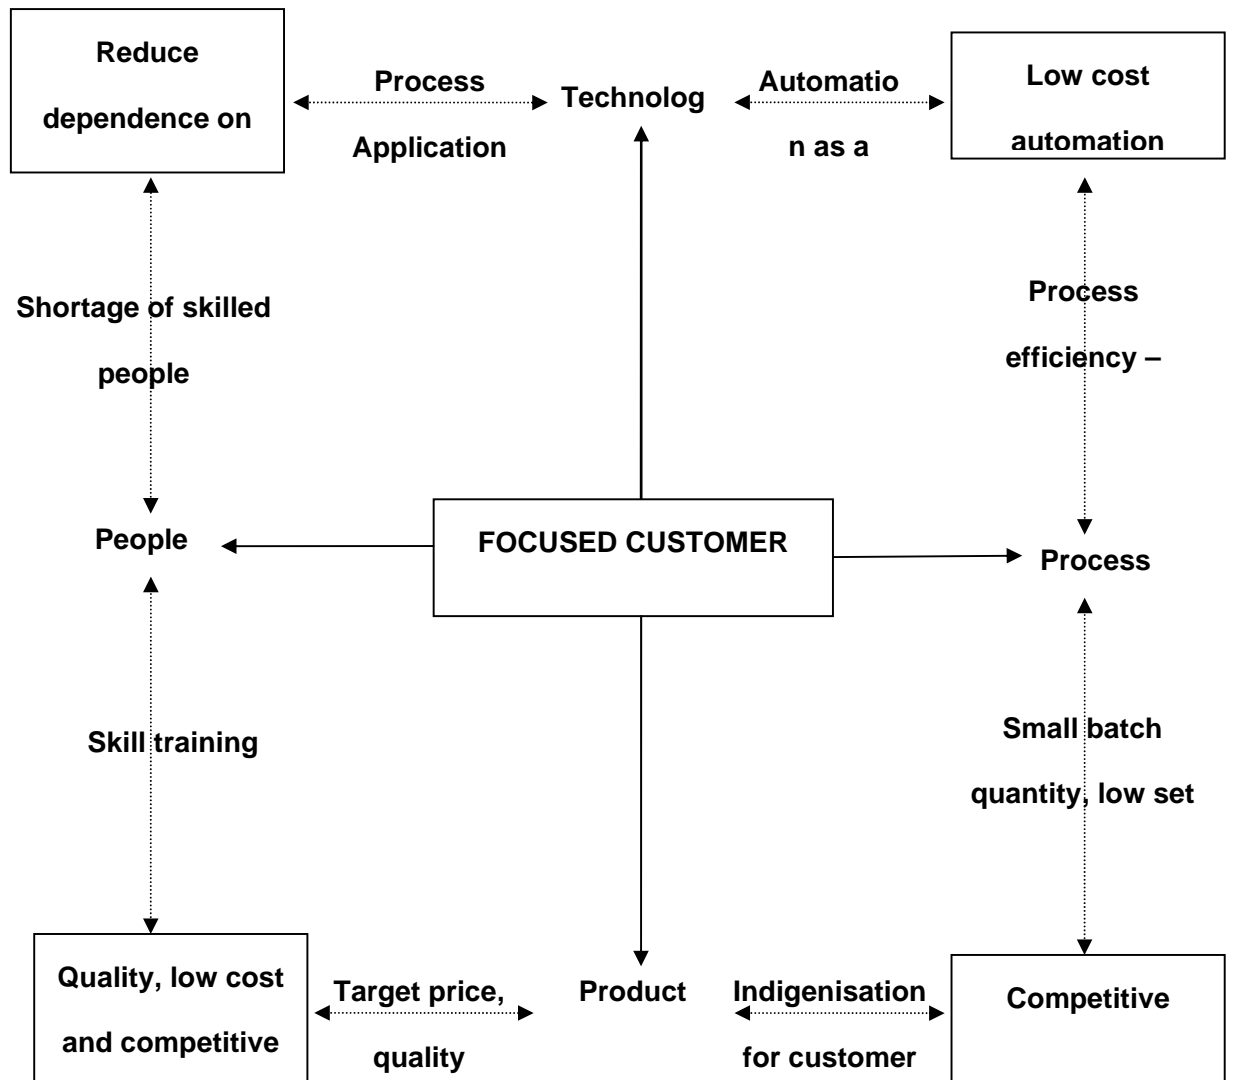 Reduce
dependence on
Process
Application
Technolog
Automatio
n as a
Low cost
automation
Shortage of skilled
people
Process
efficiency –
People
FOCUSED CUSTOMER
Process
Skill training
Small batch
quantity, low set
Quality, low cost
and competitive
Target price,
quality
Product
Indigenisation
for customer
Competitive